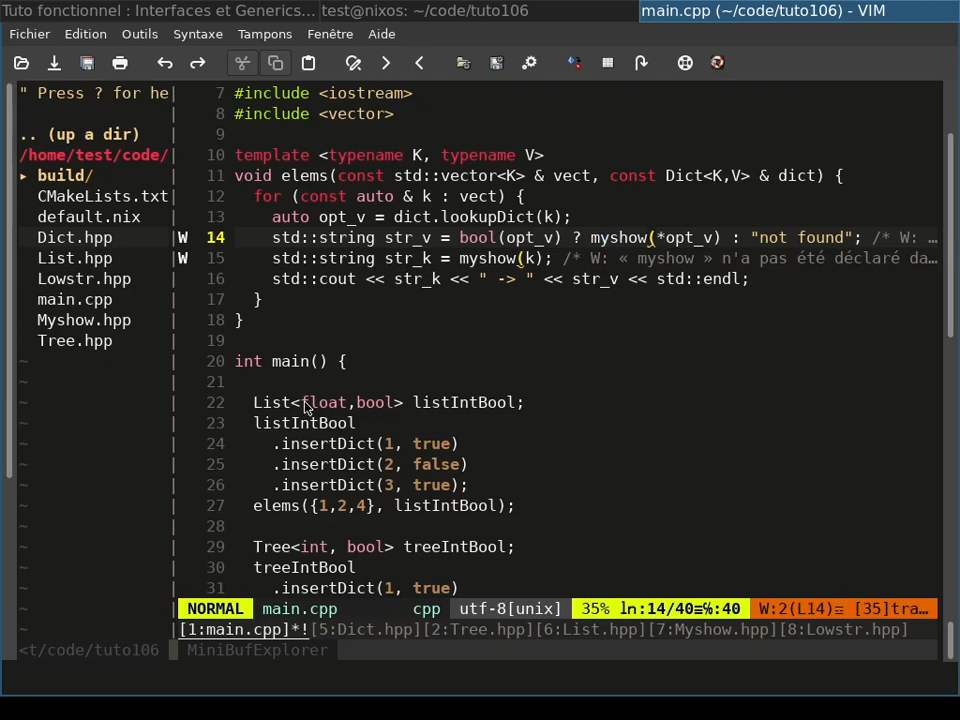 Tuto fonctionnel : Interfaces et Generics... test@nixos: ~/code/tuto106 main.cpp (~/code/tuto106) - VIM
Fichier Edition Outils Syntaxe Tampons Fenêtre Aide
" Press ? for he| 7 #include <iostream>
| 8 #include <vector>
.. (up a dir) | 9
/home/test/code/| 10 template <typename K, typename V>
▸ build/ | 11 void elems(const std::vector<K> & vect, const Dict<K,V> & dict) {
CMakeLists.txt| 12 for (const auto & k : vect) {
default.nix | 13 auto opt_v = dict.lookupDict(k);
Dict.hpp |W 14 std::string str_v = bool(opt_v) ? myshow(*opt_v) : "not found"; /* W: …
List.hpp |W 15 std::string str_k = myshow(k); /* W: « myshow » n'a pas été déclaré da…
Lowstr.hpp | 16 std::cout << str_k << " -> " << str_v << std::endl;
main.cpp | 17 }
Myshow.hpp | 18 }
Tree.hpp | 19
~ | 20 int main() {
~ | 21
~ | 22 List<float,bool> listIntBool;
~ | 23 listIntBool
~ | 24 .insertDict(1, true)
~ | 25 .insertDict(2, false)
~ | 26 .insertDict(3, true);
~ | 27 elems({1,2,4}, listIntBool);
~ | 28
~ | 29 Tree<int, bool> treeIntBool;
~ | 30 treeIntBool
~ | 31 .insertDict(1, true)
~ | NORMAL main.cpp cpp utf-8[unix] 35% ln:14/40≡℅:40 W:2(L14)☲ [35]tra…
~ |[1:main.cpp]*![5:Dict.hpp][2:Tree.hpp][6:List.hpp][7:Myshow.hpp][8:Lowstr.hpp]
<t/code/tuto106 MiniBufExplorer